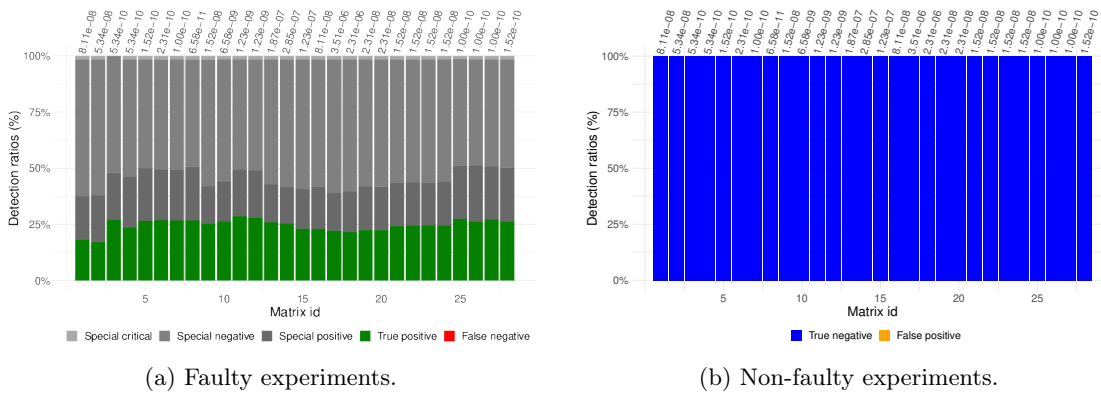 8.11e−08 5.34e−10 5.34e−10 5.34e−10 1.52e−10 2.31e−10 1.00e−10 6.58e−11 1.52e−08 6.58e−10 1.23e−09 1.23e−09 1.87e−07 2.85e−07 1.23e−07 8.11e−08 3.51e−06 2.31e−06 2.31e−08 2.31e−08 1.52e−08 1.52e−08 1.52e−08 1.52e−08 1.00e−10 1.00e−10 1.00e−10 1.52e−10
100%
75%
50%
25%
0%
Detection ratios (%)
5 10 15 20 25
Matrix id
Special critical Special negative Special positive True positive False negative
(a) Faulty experiments.
8.11e−08 5.34e−10 5.34e−10 5.34e−10 1.52e−10 2.31e−10 1.00e−10 6.58e−11 1.52e−08 6.58e−10 1.23e−09 1.23e−09 1.87e−07 2.85e−07 1.23e−07 8.11e−08 3.51e−06 2.31e−06 2.31e−08 2.31e−08 1.52e−08 1.52e−08 1.52e−08 1.52e−08 1.00e−10 1.00e−10 1.00e−10 1.52e−10
100%
75%
50%
25%
0%
Detection ratios (%)
5 10 15 20 25
Matrix id
True negative False positive
(b) Non-faulty experiments.